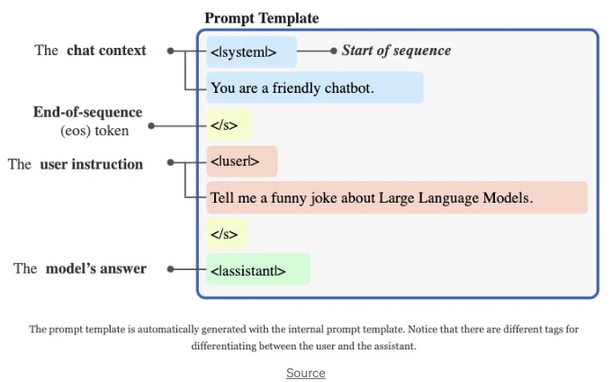 Prompt Template
The chat context
<|system|>
Start of sequence
You are a friendly chatbot.
End-of-sequence
(eos) token
</s>
The user instruction
<|user|>
Tell me a funny joke about Large Language Models.
</s>
The model's answer
<|assistant|>
The prompt template is automatically generated with the internal prompt template. Notice that there are different tags for
differentiating between the user and the assistant.
Source